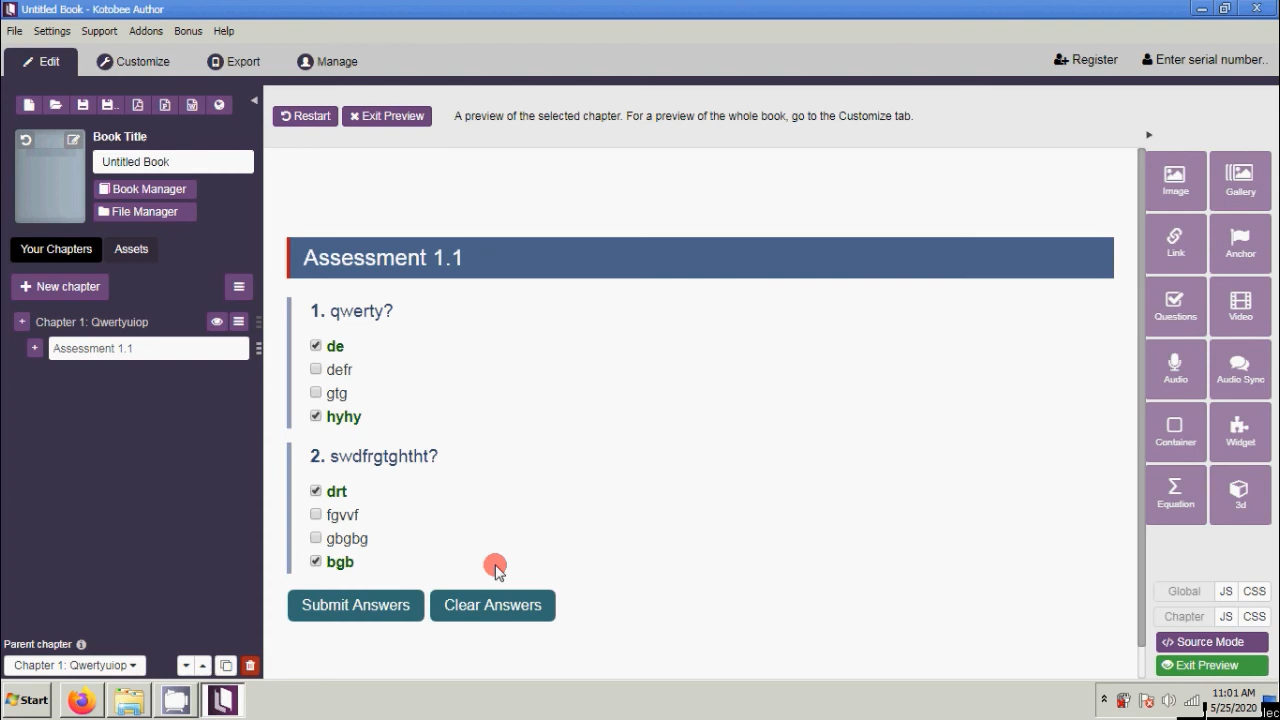 Untitled Book - Kotobee Author
File Settings Support Addons Bonus Help
Edit Customize Export Manage Register Enter serial number..
Restart Exit Preview A preview of the selected chapter. For a preview of the whole book, go to the Customize tab.
Book Title
Untitled Book
Book Manager
File Manager
Your Chapters Assets
New chapter
Chapter 1: Qwertyuiop
Assessment 1.1
Parent chapter
Chapter 1: Qwertyuiop
Assessment 1.1
1. qwerty?
de
defr
gtg
hyhy
2. swdfrgtghtht?
drt
fgvvf
gbgbg
bgb
Submit Answers Clear Answers
Image Gallery
Link Anchor
Questions Video
Audio Audio Sync
Container Widget
Equation 3d
Global JS CSS
Chapter JS CSS
Source Mode
Exit Preview
Start
11:01 AM
5/25/2020